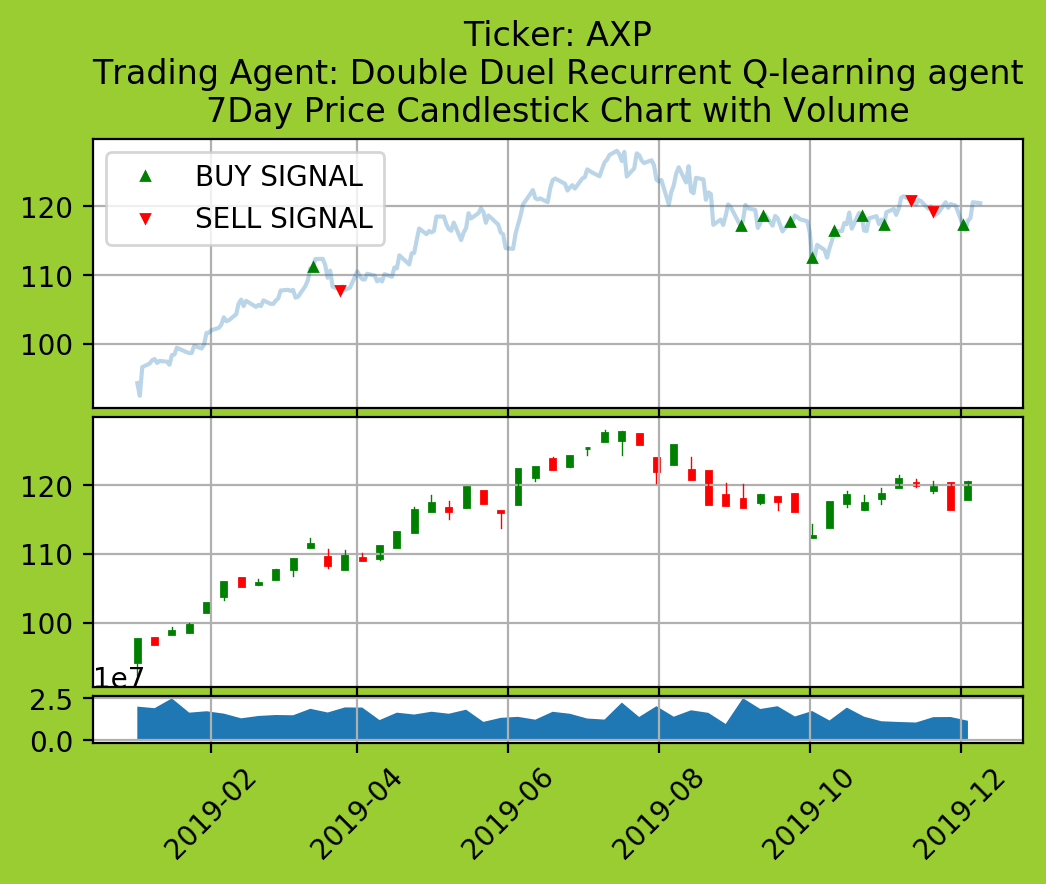 Ticker: AXP
Trading Agent: Double Duel Recurrent Q-learning agent
7Day Price Candlestick Chart with Volume
BUY SIGNAL
SELL SIGNAL
120
110
100
120
110
100
1e7
2.5
0.0
2019-02
2019-04
2019-06
2019-08
2019-10
2019-12